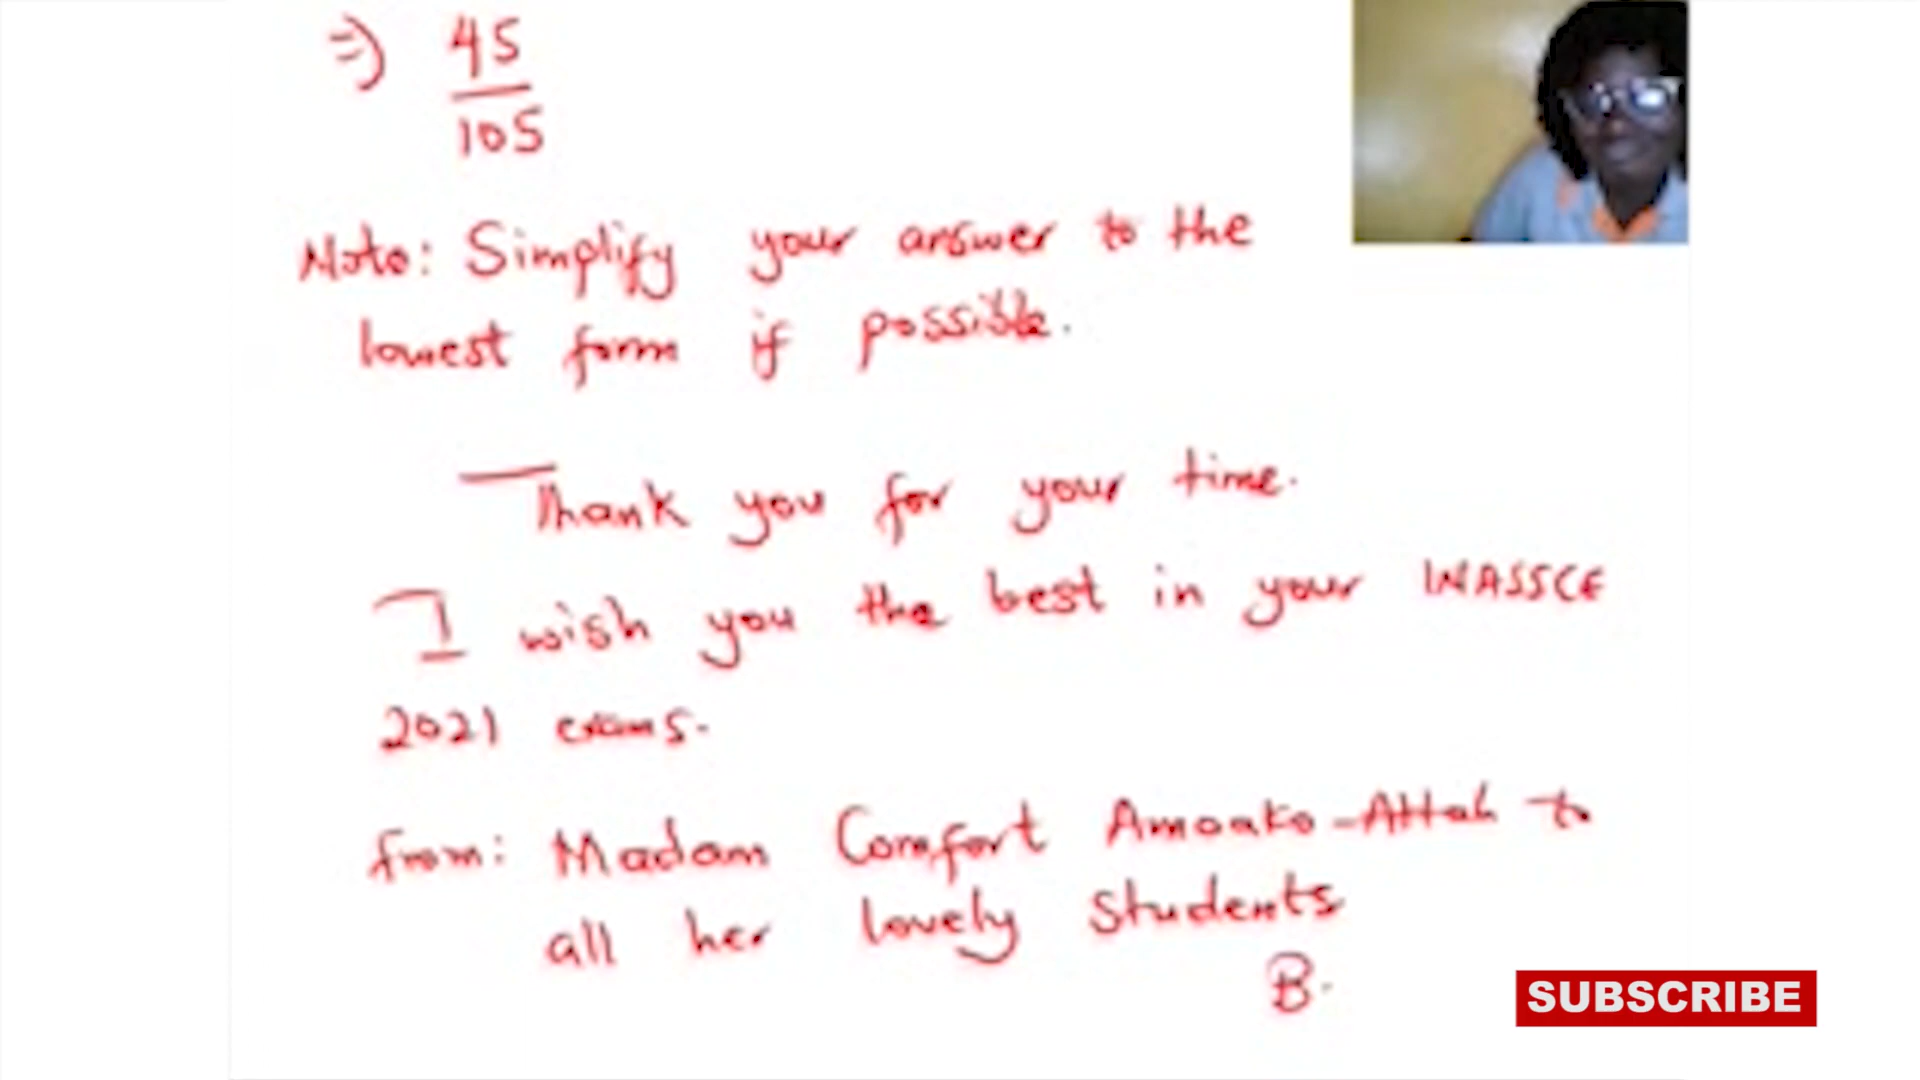 ⇒ 45
105
Note: Simplify your answer to the
lowest form if possible.
Thank you for your time.
I wish you the best in your WASSCE
2021 exams.
from: Madam Comfort Amoako-Attah to
all her lovely students
B.
SUBSCRIBE